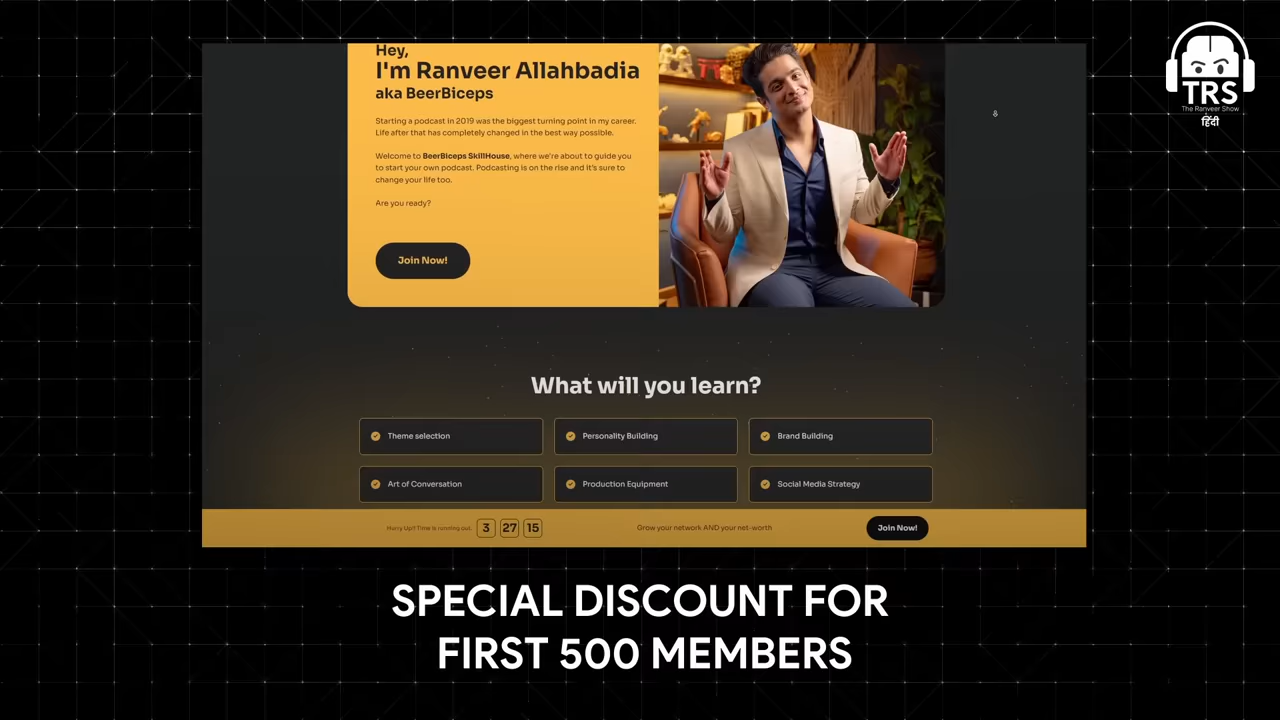 Hey,
I'm Ranveer Allahbadia
aka BeerBiceps
Starting a podcast in 2019 was the biggest turning point in my career.
Life after that has completely changed in the best way possible.
Welcome to BeerBiceps SkillHouse, where we're about to guide you
to start your own podcast. Podcasting is on the rise and it's sure to
change your life too.
Are you ready?
Join Now!
TRS
The Ranveer Show
हिंदी
What will you learn?
Theme selection
Personality Building
Brand Building
Art of Conversation
Production Equipment
Social Media Strategy
Hurry Up!! Time is running out.
3 27 15
Grow your network AND your net-worth
Join Now!
SPECIAL DISCOUNT FOR
FIRST 500 MEMBERS